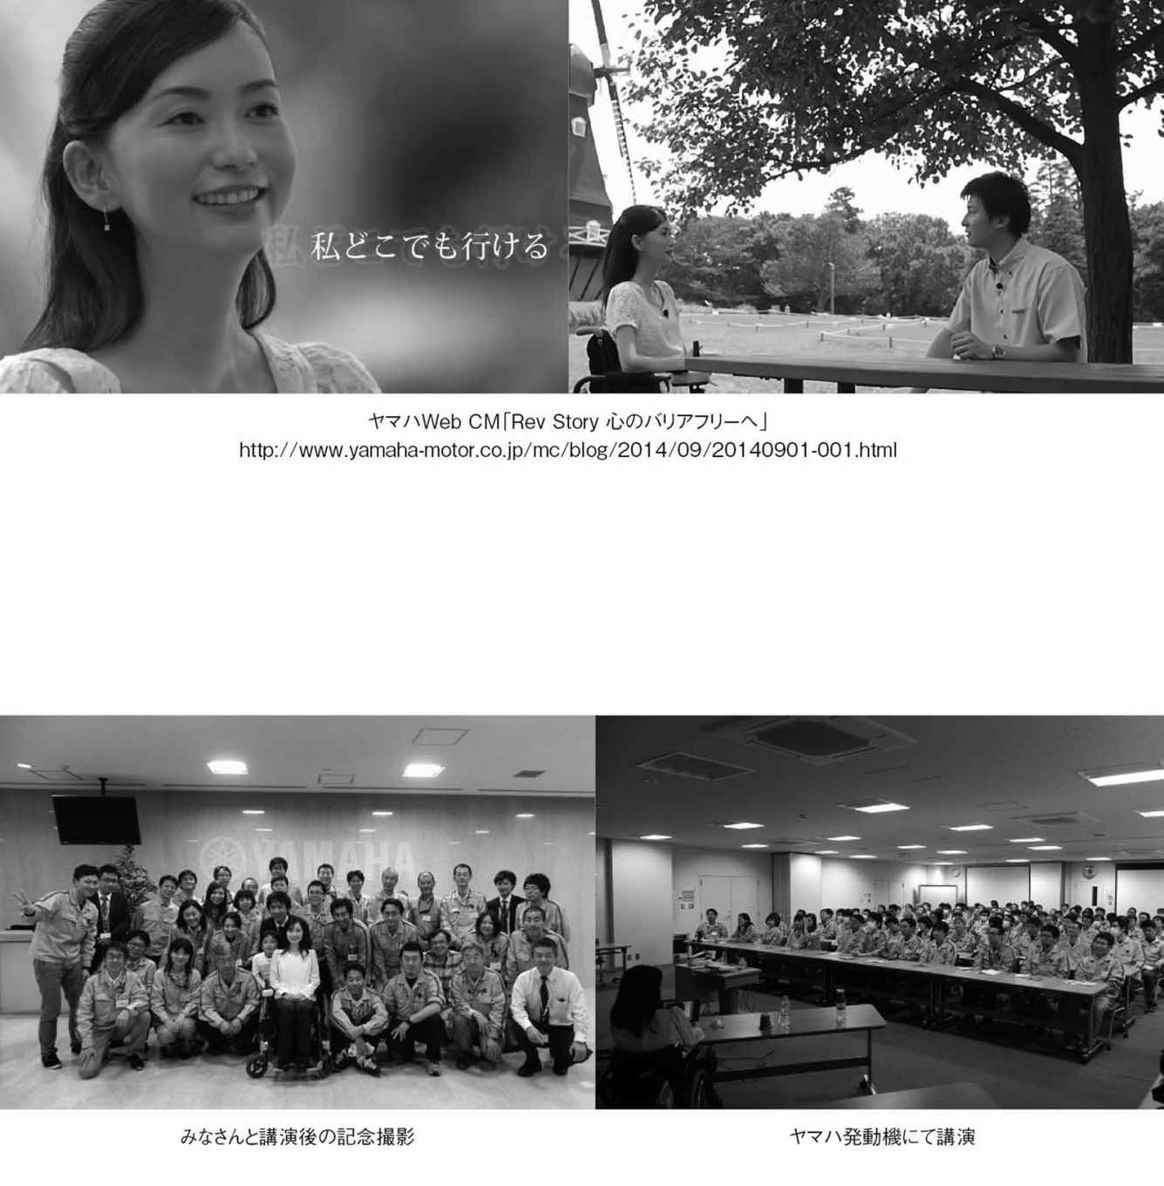 私どこでも行ける
ヤマハWeb CM「Rev Story 心のバリアフリーへ」
http://www.yamaha-motor.co.jp/mc/blog/2014/09/20140901-001.html
YAMAHA
みなさんと講演後の記念撮影
ヤマハ発動機にて講演